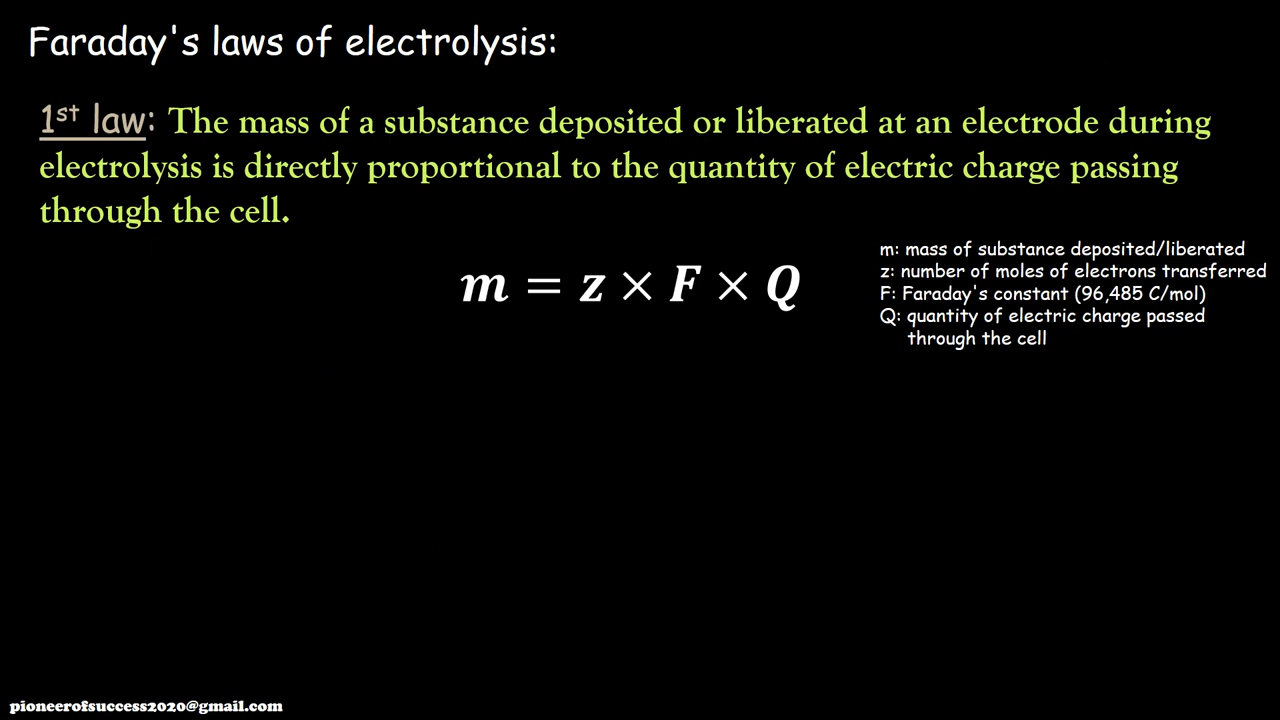 Faraday's laws of electrolysis:
1st law: The mass of a substance deposited or liberated at an electrode during
electrolysis is directly proportional to the quantity of electric charge passing
through the cell.
m = z × F × Q
m: mass of substance deposited/liberated
z: number of moles of electrons transferred
F: Faraday's constant (96,485 C/mol)
Q: quantity of electric charge passed
through the cell
pioneerofsuccess2020@gmail.com